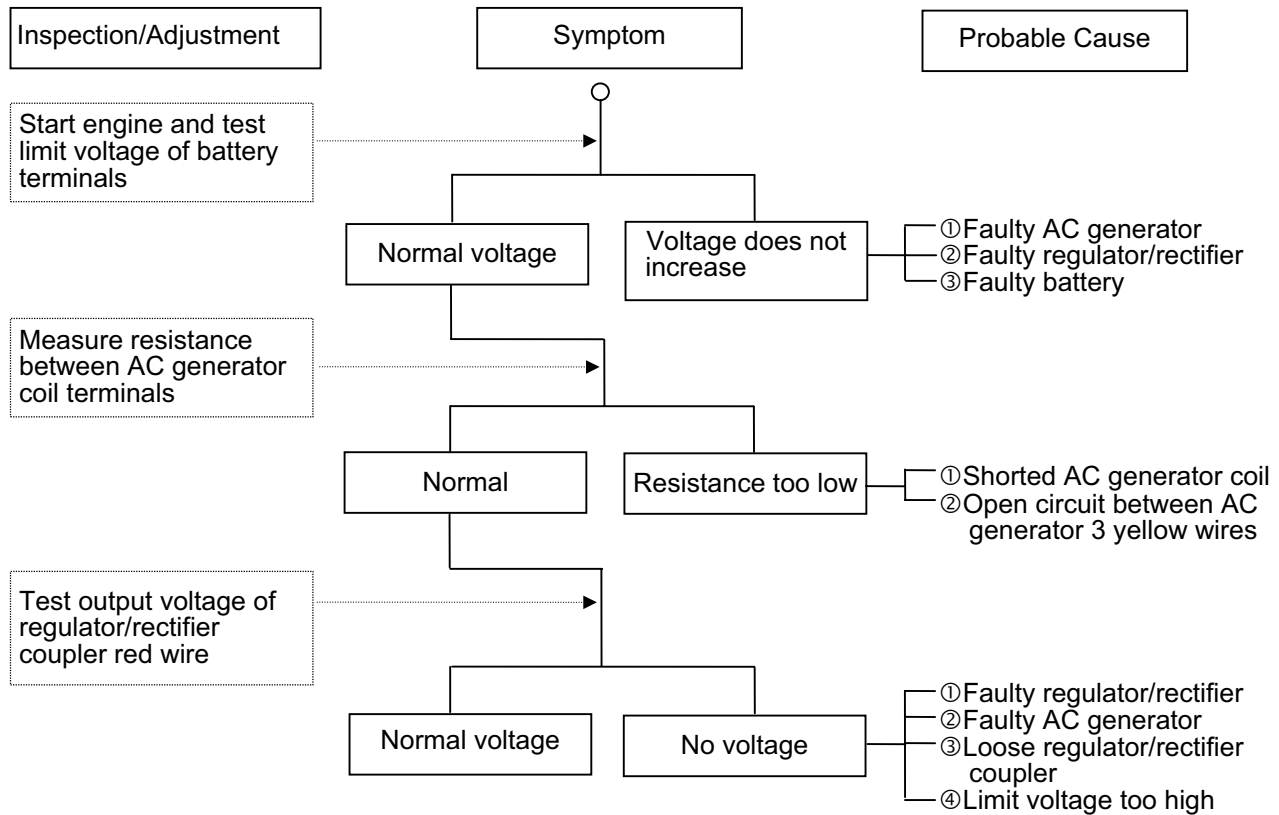 Inspection/Adjustment
Symptom
Probable Cause
Start engine and test
limit voltage of battery
terminals
Normal voltage
Voltage does not
increase
①Faulty AC generator
②Faulty regulator/rectifier
③Faulty battery
Measure resistance
between AC generator
coil terminals
Normal
Resistance too low
①Shorted AC generator coil
②Open circuit between AC
generator 3 yellow wires
Test output voltage of
regulator/rectifier
coupler red wire
Normal voltage
No voltage
①Faulty regulator/rectifier
②Faulty AC generator
③Loose regulator/rectifier
coupler
④Limit voltage too high